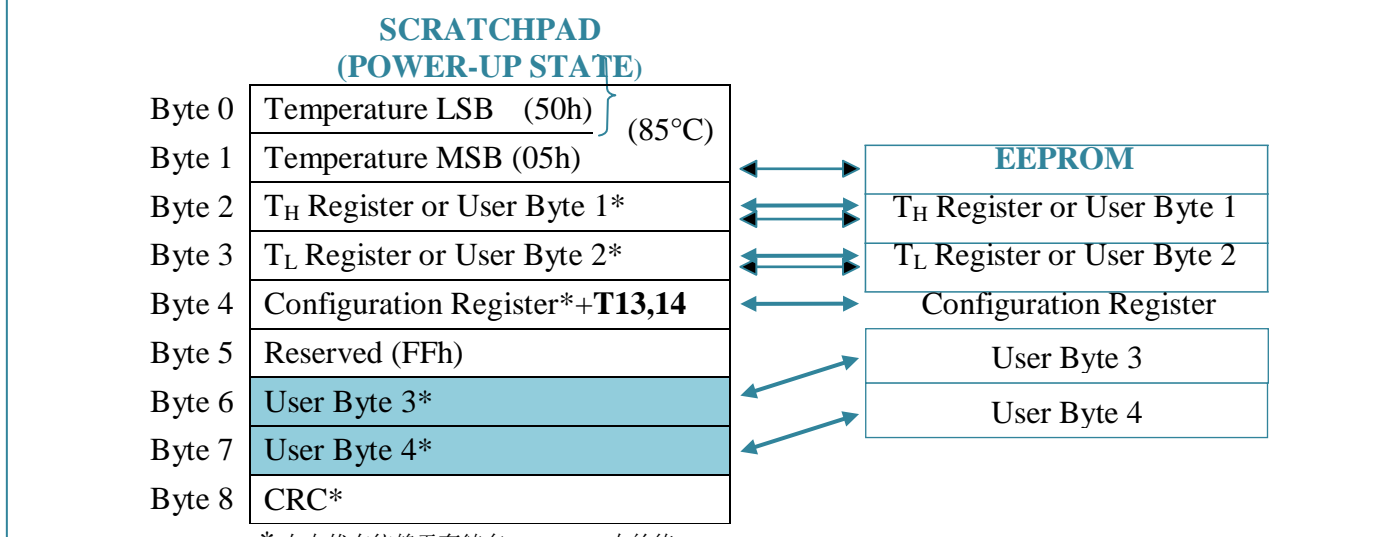 SCRATCHPAD
(POWER-UP STATE)
Byte 0 Temperature LSB (50h)
(85°C)
Byte 1 Temperature MSB (05h)
EEPROM
Byte 2 TH Register or User Byte 1*
TH Register or User Byte 1
Byte 3 TL Register or User Byte 2*
TL Register or User Byte 2
Byte 4 Configuration Register*+T13,14
Configuration Register
Byte 5 Reserved (FFh)
User Byte 3
Byte 6 User Byte 3*
User Byte 4
Byte 7 User Byte 4*
Byte 8 CRC*
*